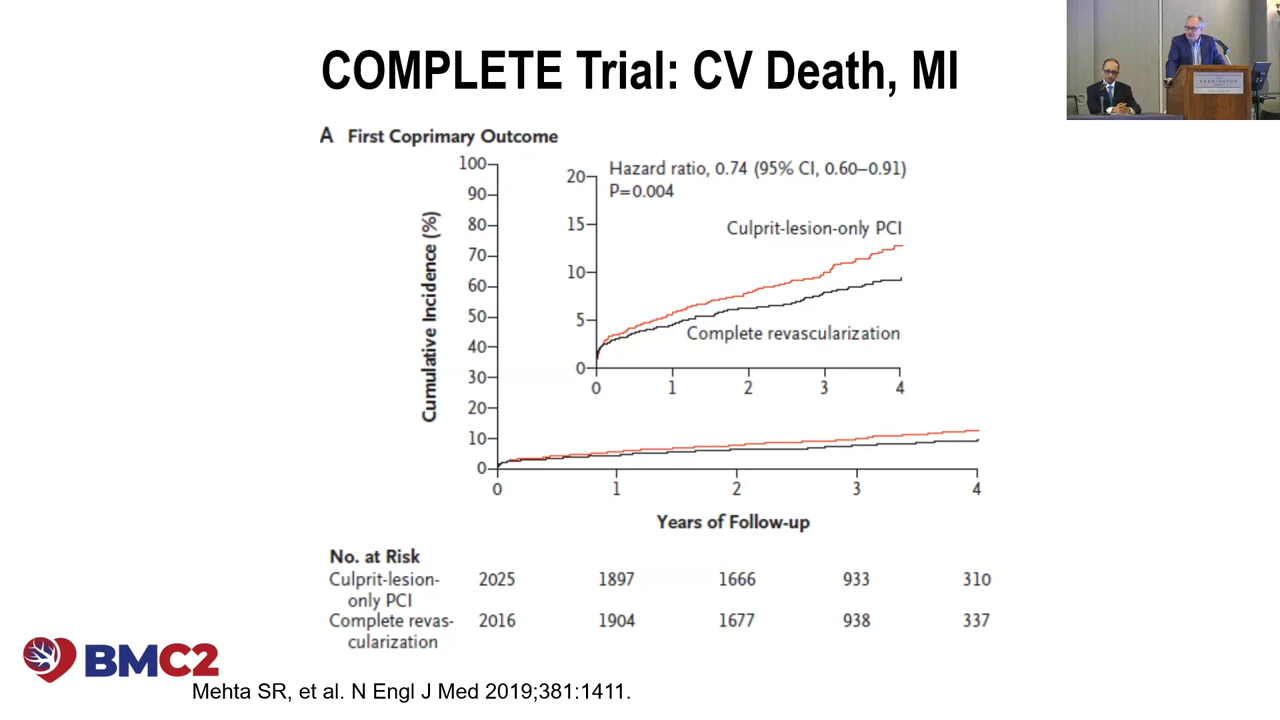 COMPLETE Trial: CV Death, MI
A First Coprimary Outcome
Cumulative Incidence (%)
100
90
80
70
60
50
40
30
20
10
0
20
15
10
5
0
Hazard ratio, 0.74 (95% CI, 0.60–0.91)
P=0.004
Culprit-lesion-only PCI
Complete revascularization
0 1 2 3 4
0 1 2 3 4
Years of Follow-up
No. at Risk
Culprit-lesion- 2025 1897 1666 933 310
only PCI
Complete revas- 2016 1904 1677 938 337
cularization
BMC2
Mehta SR, et al. N Engl J Med 2019;381:1411.